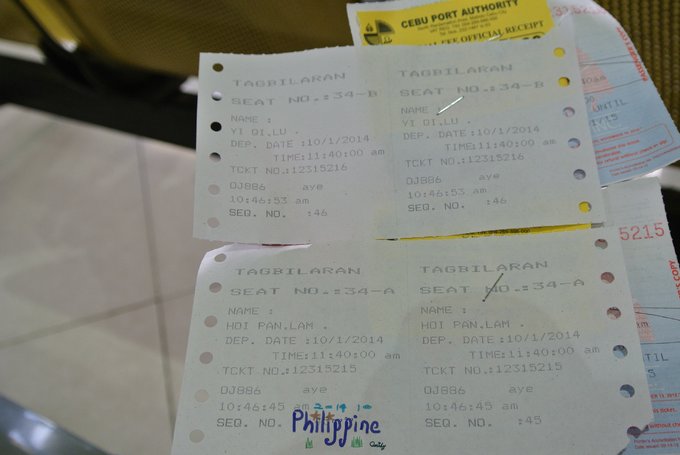 CEBU PORT AUTHORITY
FEE OFFICIAL RECEIPT
TAGBILARAN
SEAT NO.:34-B
NAME :
YI QI.LU .
DEP. DATE :10/1/2014
TIME:11:40:00 am
TCKT NO.:12315216
OJ886 aye
10:46:53 am
SEQ. NO. :46
TAGBILARAN
SEAT NO.:34-B
NAME :
YI QI.LU .
DEP. DATE :10/1/2014
TIME:11:40:00 am
TCKT NO.:12315216
OJ886 aye
10:46:53 am
SEQ. NO. :46
TAGBILARAN
SEAT NO.:34-A
NAME :
HOI PAN.LAM .
DEP. DATE :10/1/2014
TIME:11:40:00 am
TCKT NO.:12315215
OJ886 aye
10:46:45 am
SEQ. NO.
TAGBILARAN
SEAT NO.:34-A
NAME :
HOI PAN.LAM .
DEP. DATE :10/1/2014
TIME:11:40:00 am
TCKT NO.:12315215
OJ886 aye
10:46:45 am
SEQ. NO. :45
5215
UNTIL
Philippine